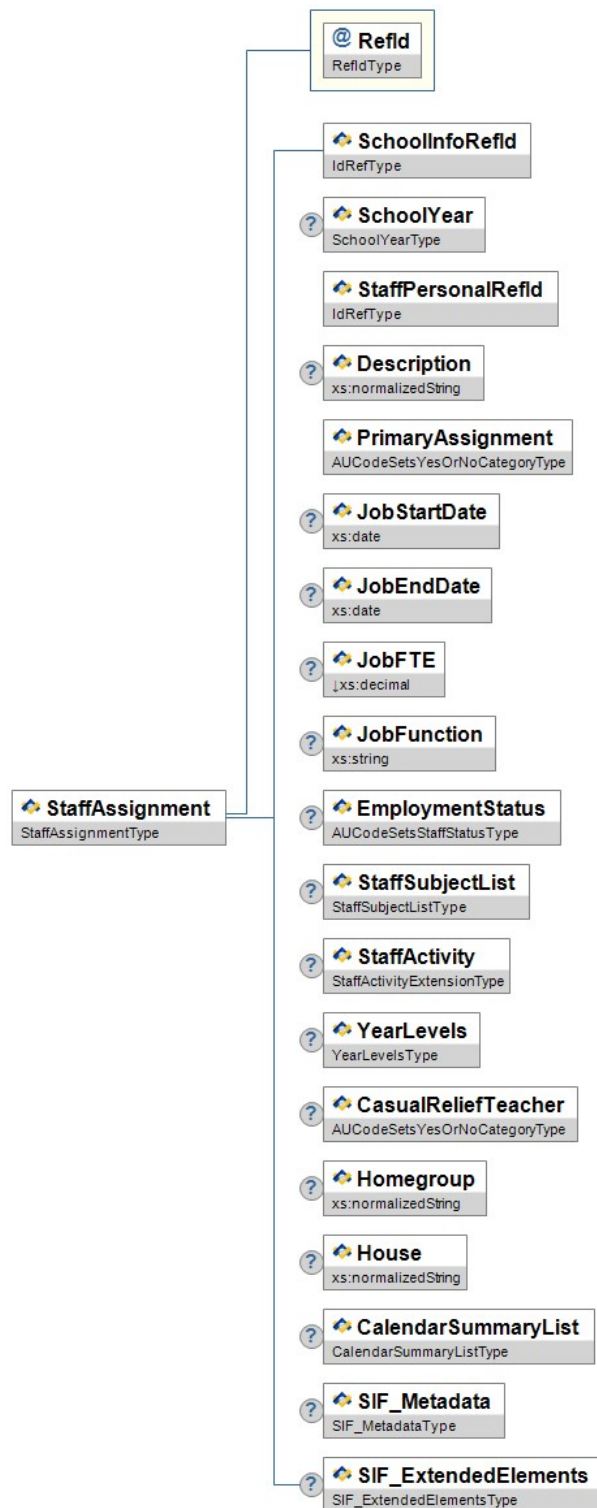 @ RefId
RefIdType
SchoolInfoRefId
IdRefType
? SchoolYear
SchoolYearType
StaffPersonalRefId
IdRefType
? Description
xs:normalizedString
PrimaryAssignment
AUCodeSetsYesOrNoCategoryType
? JobStartDate
xs:date
? JobEndDate
xs:date
? JobFTE
↓xs:decimal
? JobFunction
xs:string
StaffAssignment
StaffAssignmentType
? EmploymentStatus
AUCodeSetsStaffStatusType
? StaffSubjectList
StaffSubjectListType
? StaffActivity
StaffActivityExtensionType
? YearLevels
YearLevelsType
? CasualReliefTeacher
AUCodeSetsYesOrNoCategoryType
? Homegroup
xs:normalizedString
? House
xs:normalizedString
? CalendarSummaryList
CalendarSummaryListType
? SIF_Metadata
SIF_MetadataType
? SIF_ExtendedElements
SIF_ExtendedElementsType